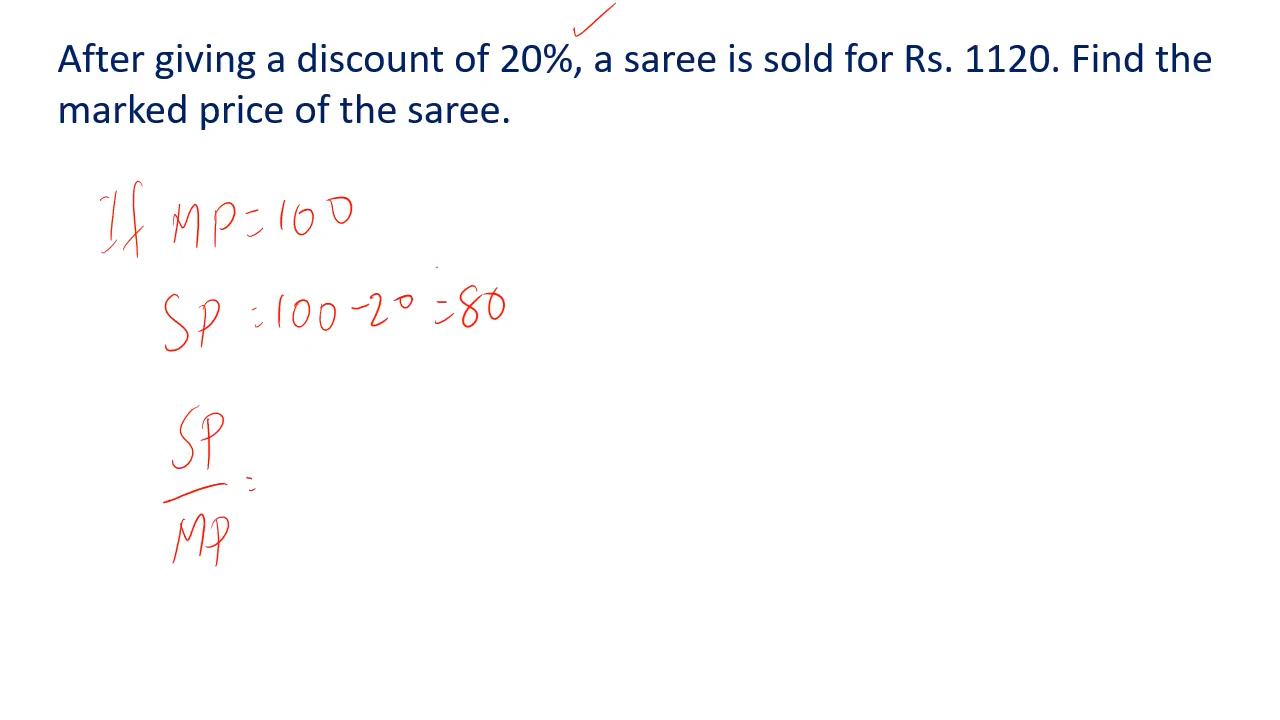 After giving a discount of 20%, a saree is sold for Rs. 1120. Find the
marked price of the saree.
If MP = 100
SP = 100 - 20 = 80
SP
=
MP